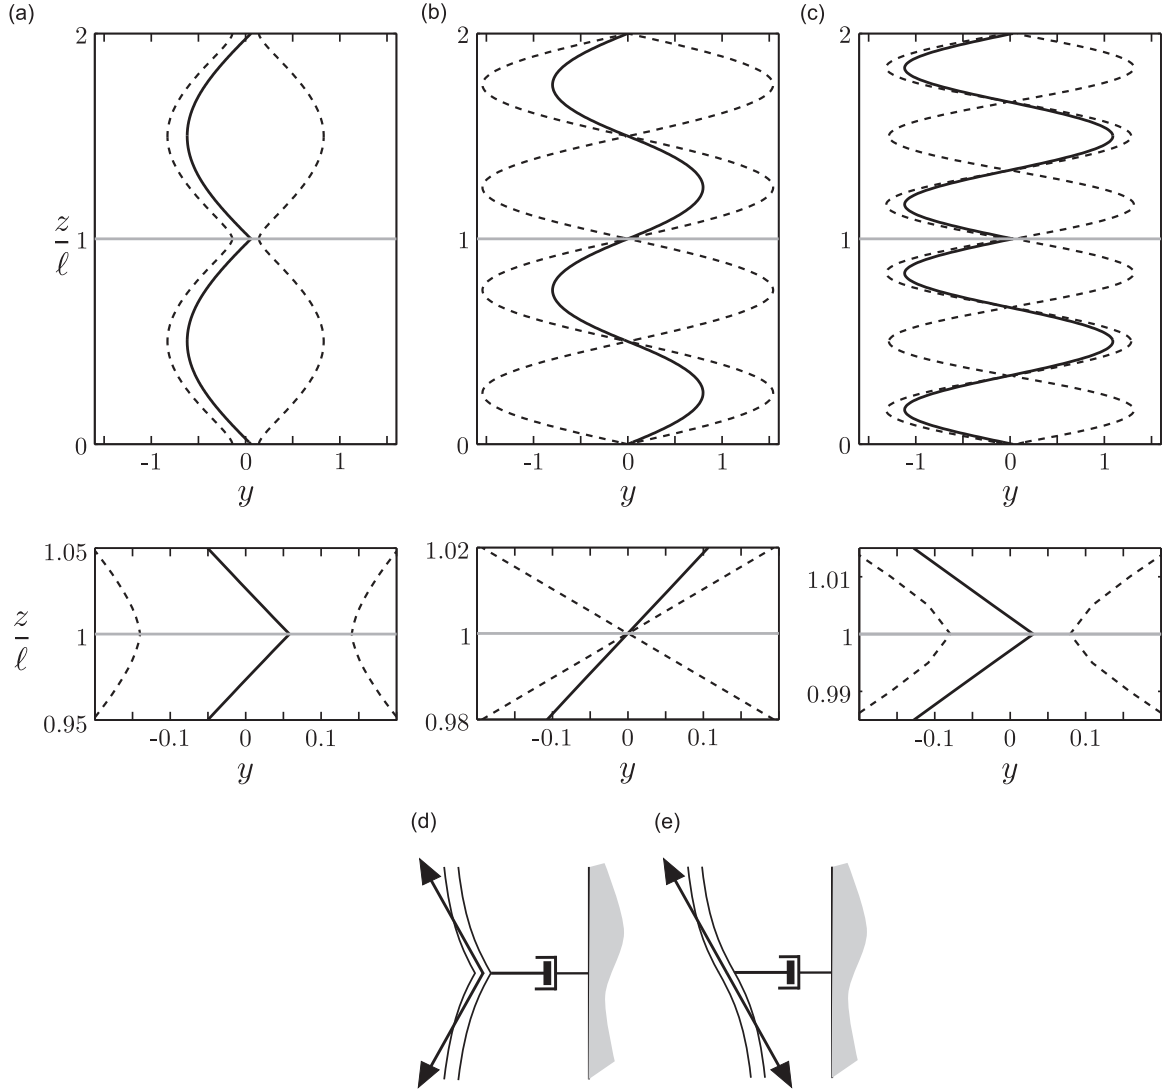 (a) (b) (c)
2 2 2
z/ℓ 1 1 1
0 0 0
-1 0 1 -1 0 1 -1 0 1
y y y
1.05 1.02 1.01
z/ℓ 1 1 1
0.95 0.98 0.99
-0.1 0 0.1 -0.1 0 0.1 -0.1 0 0.1
y y y
(d) (e)